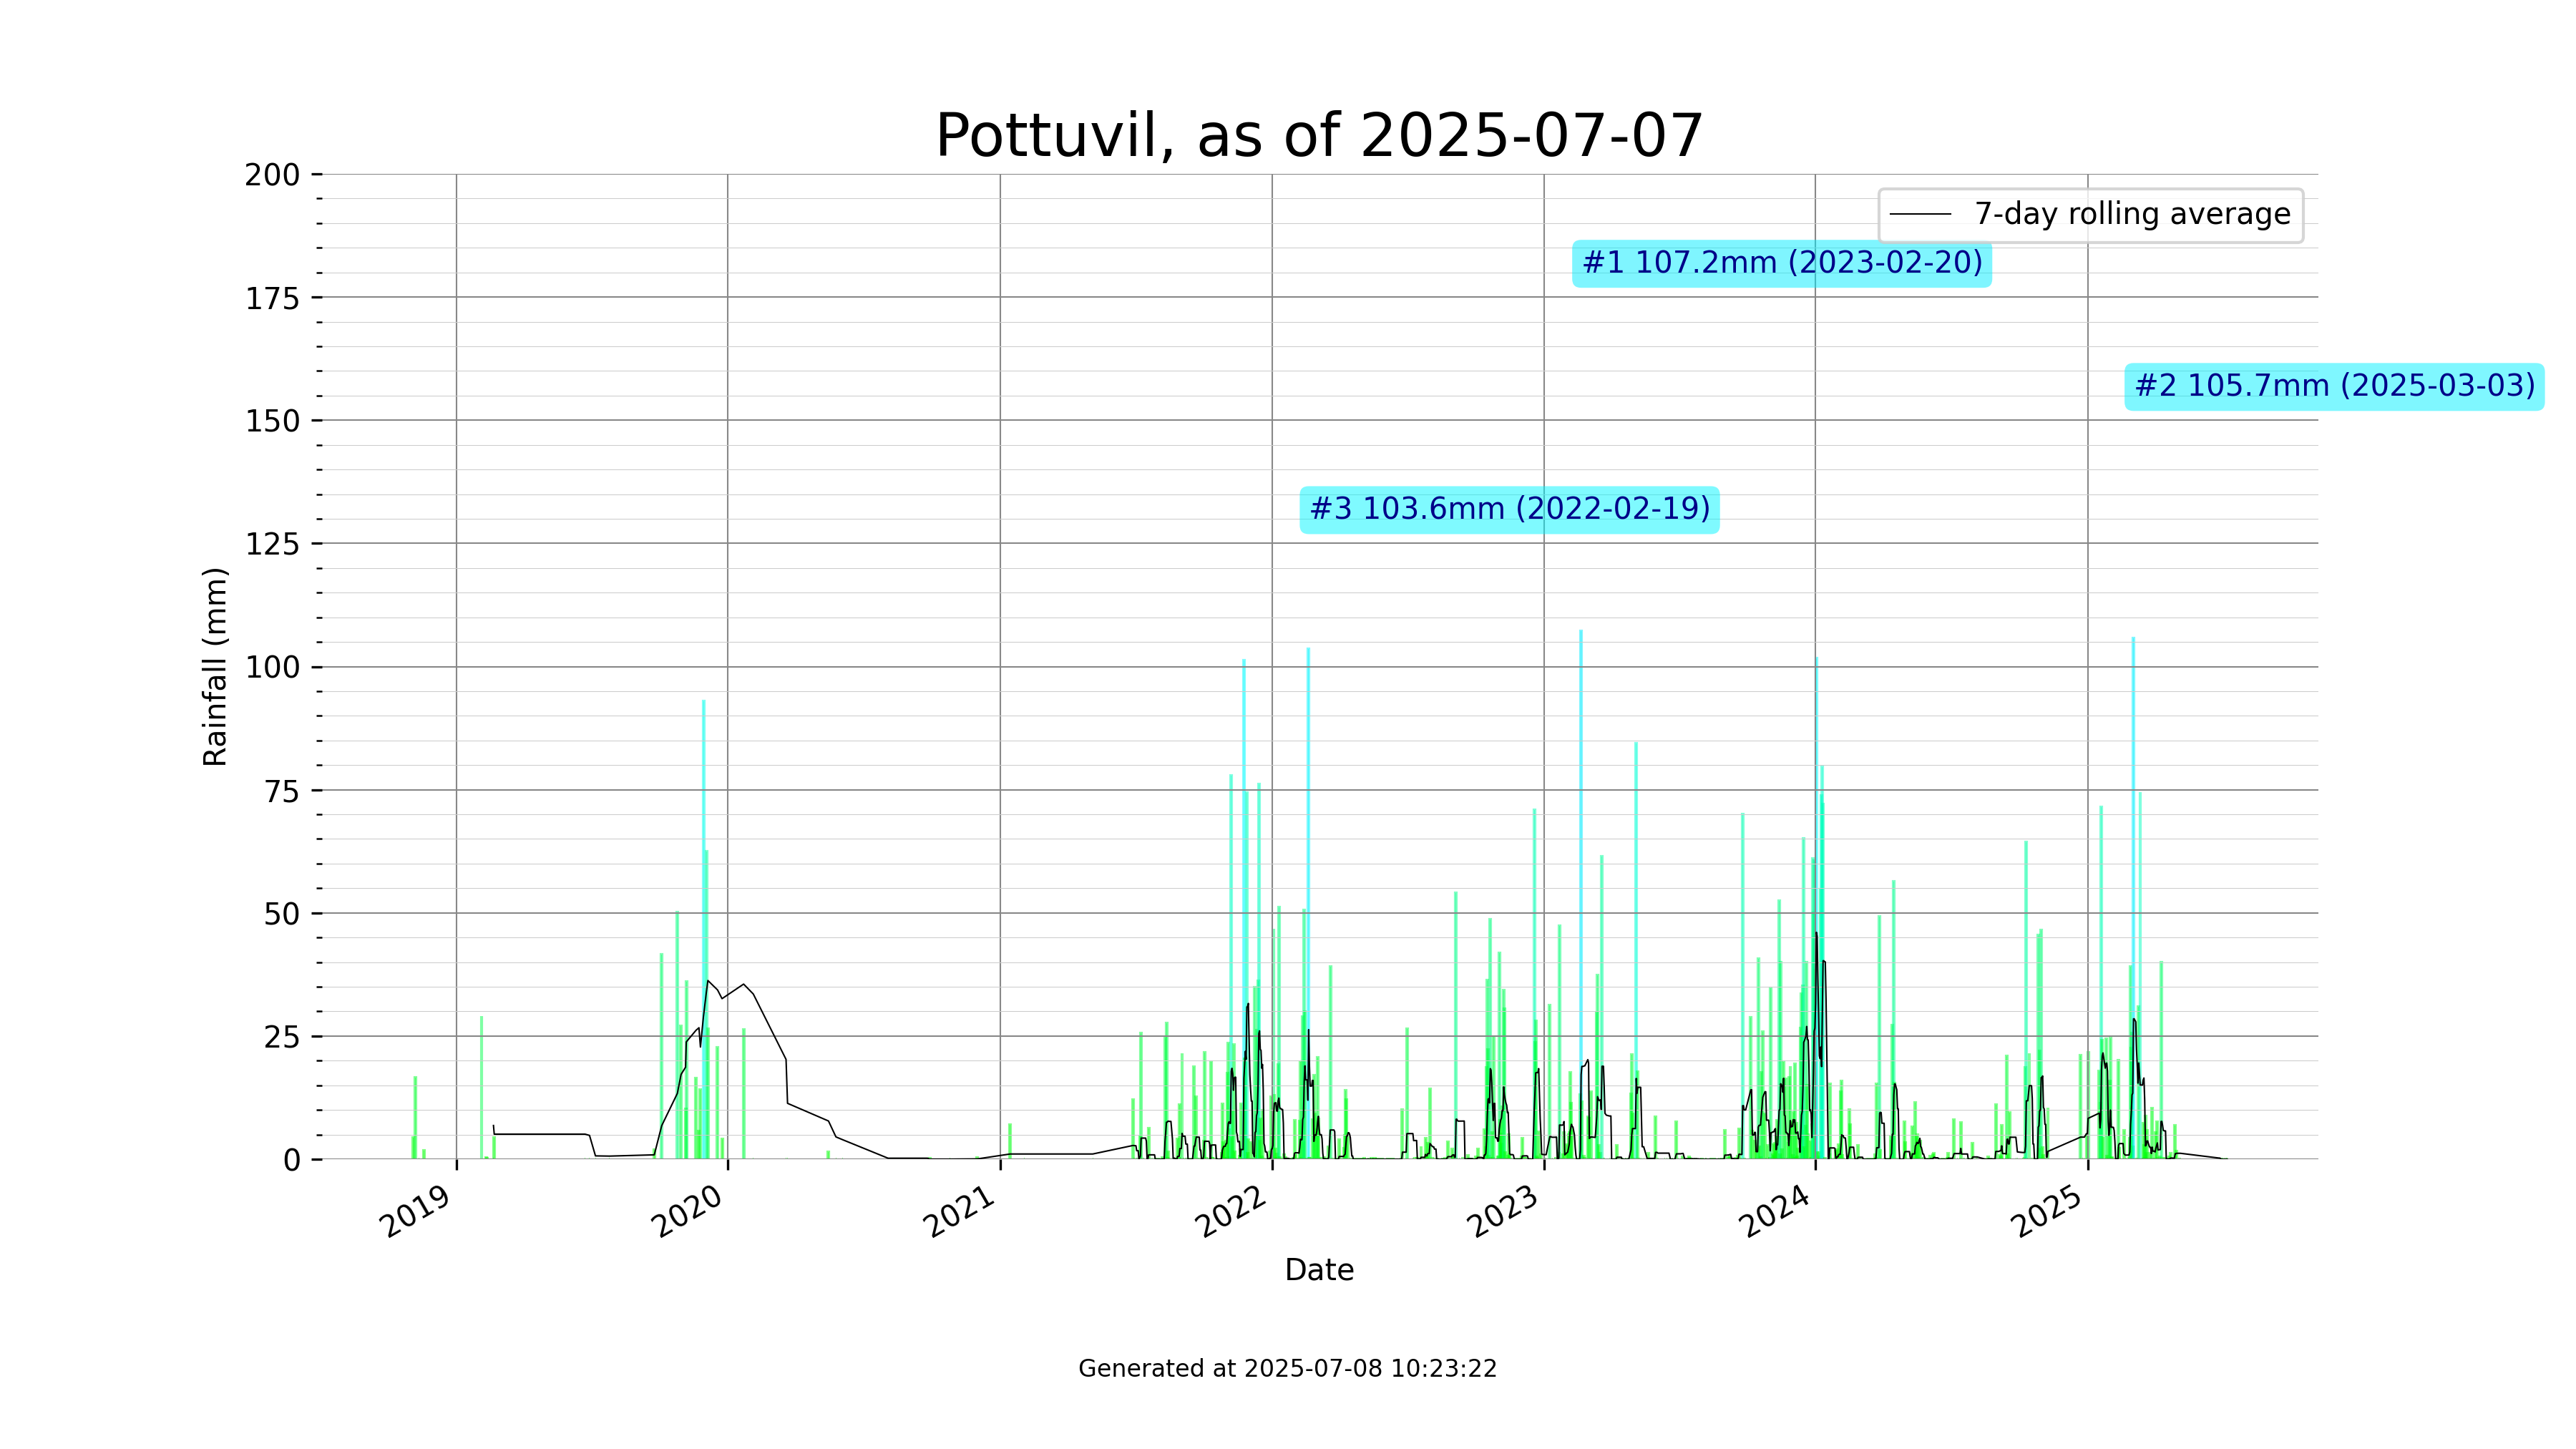 Pottuvil, as of 2025-07-07
200
175
150
125
100
75
50
25
0
Rainfall (mm)
7-day rolling average
#1 107.2mm (2023-02-20)
#2 105.7mm (2025-03-03)
#3 103.6mm (2022-02-19)
2019
2020
2021
2022
2023
2024
2025
Date
Generated at 2025-07-08 10:23:22